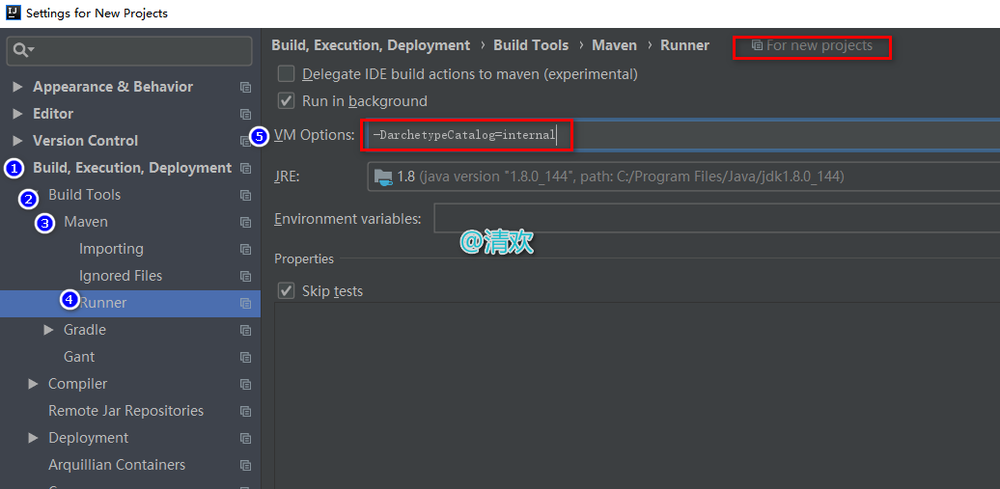 Settings for New Projects
Build, Execution, Deployment › Build Tools › Maven › Runner For new projects
Delegate IDE build actions to maven (experimental)
Appearance & Behavior
Run in background
Editor
5 VM Options: -DarchetypeCatalog=internal
Version Control
1 Build, Execution, Deployment
JRE: 1.8 (java version "1.8.0_144", path: C:/Program Files/Java/jdk1.8.0_144)
2 Build Tools
3 Maven
Environment variables:
@清欢
Importing
Properties
Ignored Files
Skip tests
4 Runner
Gradle
Gant
Compiler
Remote Jar Repositories
Deployment
Arquillian Containers